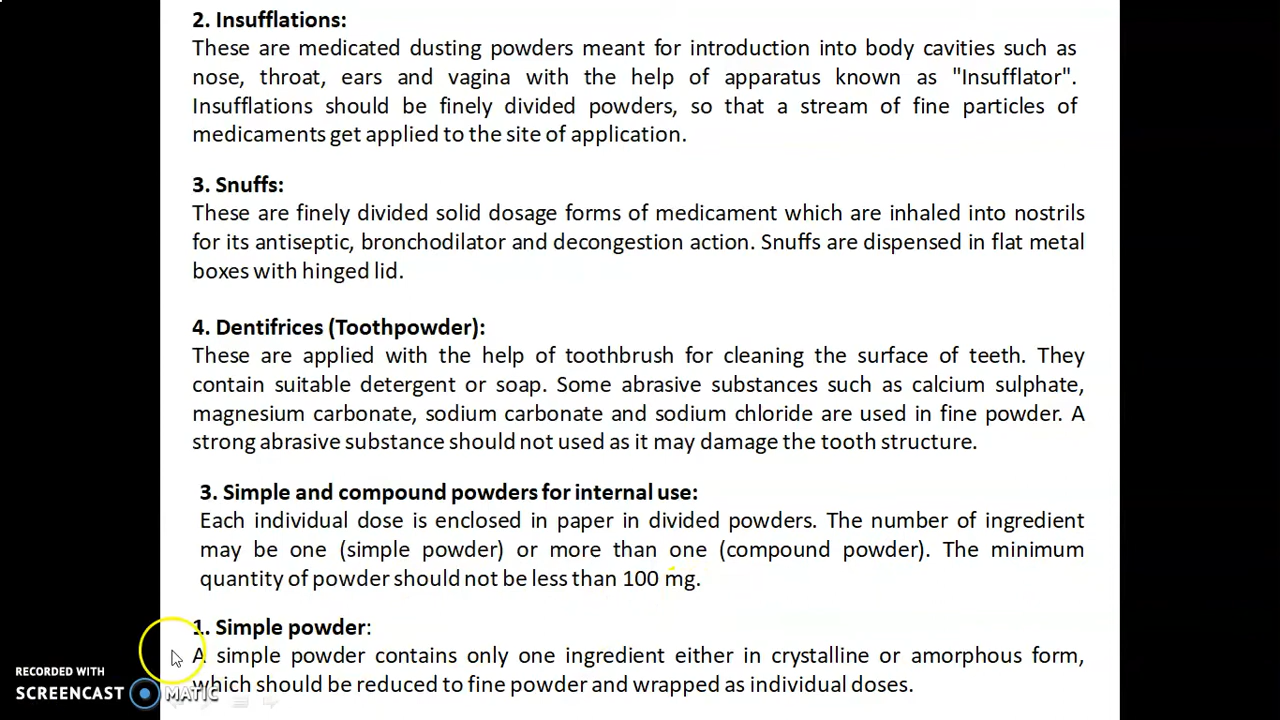 2. Insufflations:
These are medicated dusting powders meant for introduction into body cavities such as
nose, throat, ears and vagina with the help of apparatus known as "Insufflator".
Insufflations should be finely divided powders, so that a stream of fine particles of
medicaments get applied to the site of application.
3. Snuffs:
These are finely divided solid dosage forms of medicament which are inhaled into nostrils
for its antiseptic, bronchodilator and decongestion action. Snuffs are dispensed in flat metal
boxes with hinged lid.
4. Dentifrices (Toothpowder):
These are applied with the help of toothbrush for cleaning the surface of teeth. They
contain suitable detergent or soap. Some abrasive substances such as calcium sulphate,
magnesium carbonate, sodium carbonate and sodium chloride are used in fine powder. A
strong abrasive substance should not used as it may damage the tooth structure.
3. Simple and compound powders for internal use:
Each individual dose is enclosed in paper in divided powders. The number of ingredient
may be one (simple powder) or more than one (compound powder). The minimum
quantity of powder should not be less than 100 mg.
1. Simple powder:
A simple powder contains only one ingredient either in crystalline or amorphous form,
which should be reduced to fine powder and wrapped as individual doses.
RECORDED WITH
SCREENCAST MATIC